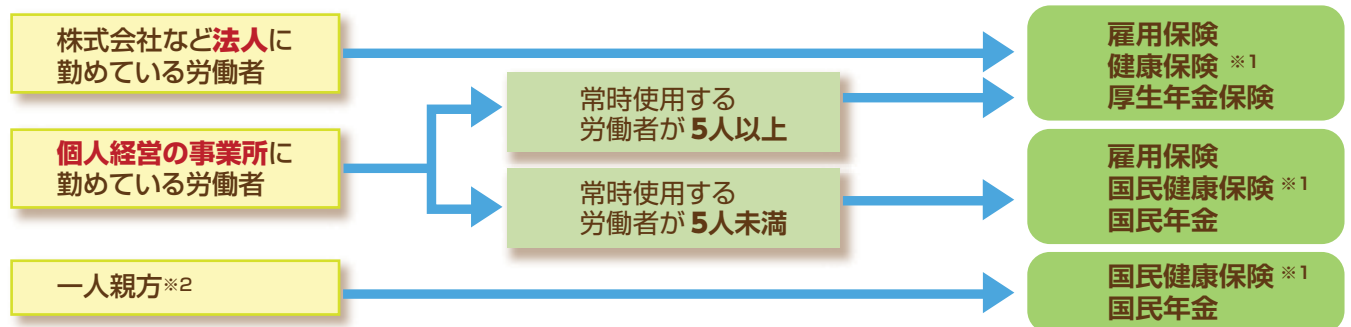 株式会社など法人に
勤めている労働者
雇用保険
健康保険 ※1
厚生年金保険
個人経営の事業所に
勤めている労働者
常時使用する
労働者が 5人以上
常時使用する
労働者が 5人未満
雇用保険
国民健康保険 ※1
国民年金
一人親方※2
国民健康保険 ※1
国民年金